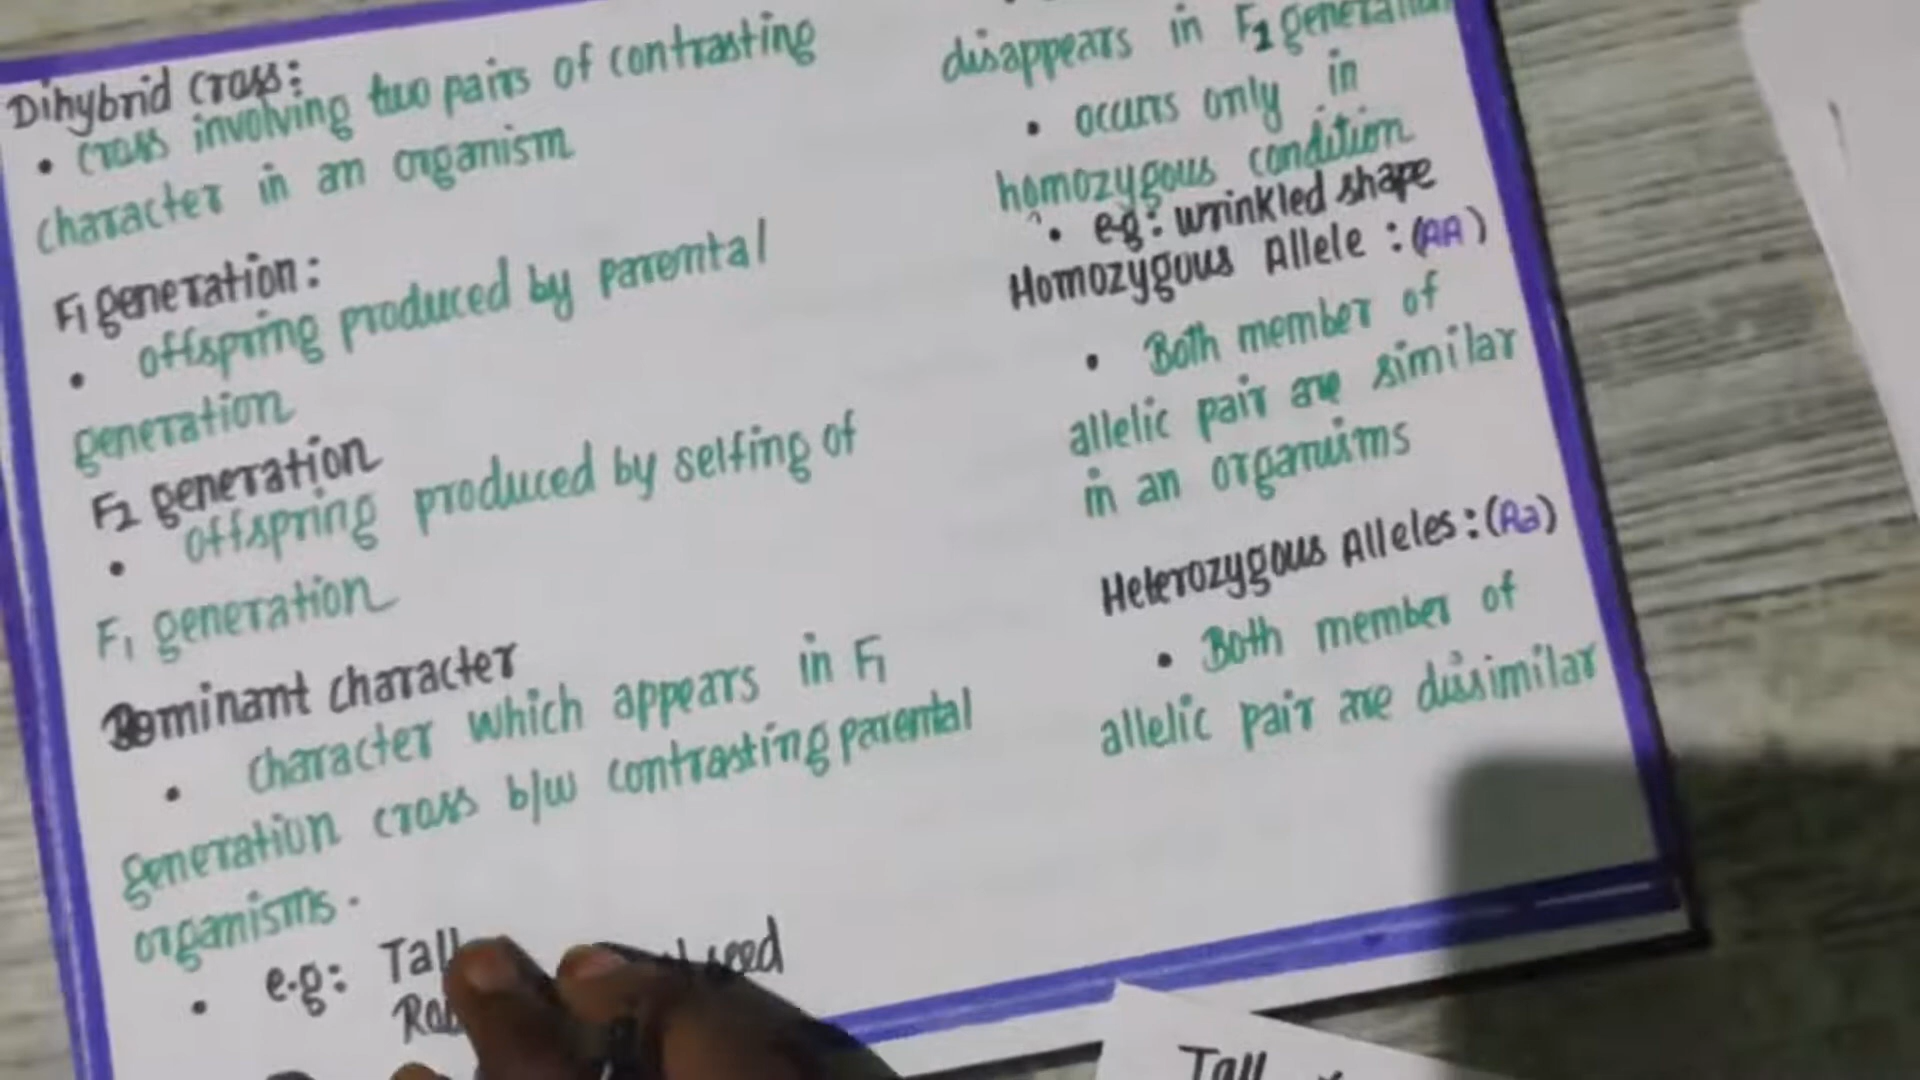 Dihybrid cross:
• cross involving two pairs of contrasting
character in an organism
F1 generation:
• offspring produced by parental
generation
F2 generation
• offspring produced by selfing of
F1 generation
Dominant character
• character which appears in F1
generation cross b/w contrasting parental
organisms.
• e.g: Tall seed
disappears in F1 generation
• occurs only in
homozygous condition
• e.g: wrinkled shape
Homozygous Allele : (AA)
• Both member of
allelic pair are similar
in an organisms
Heterozygous Alleles : (Aa)
• Both member of
allelic pair are dissimilar
Tall